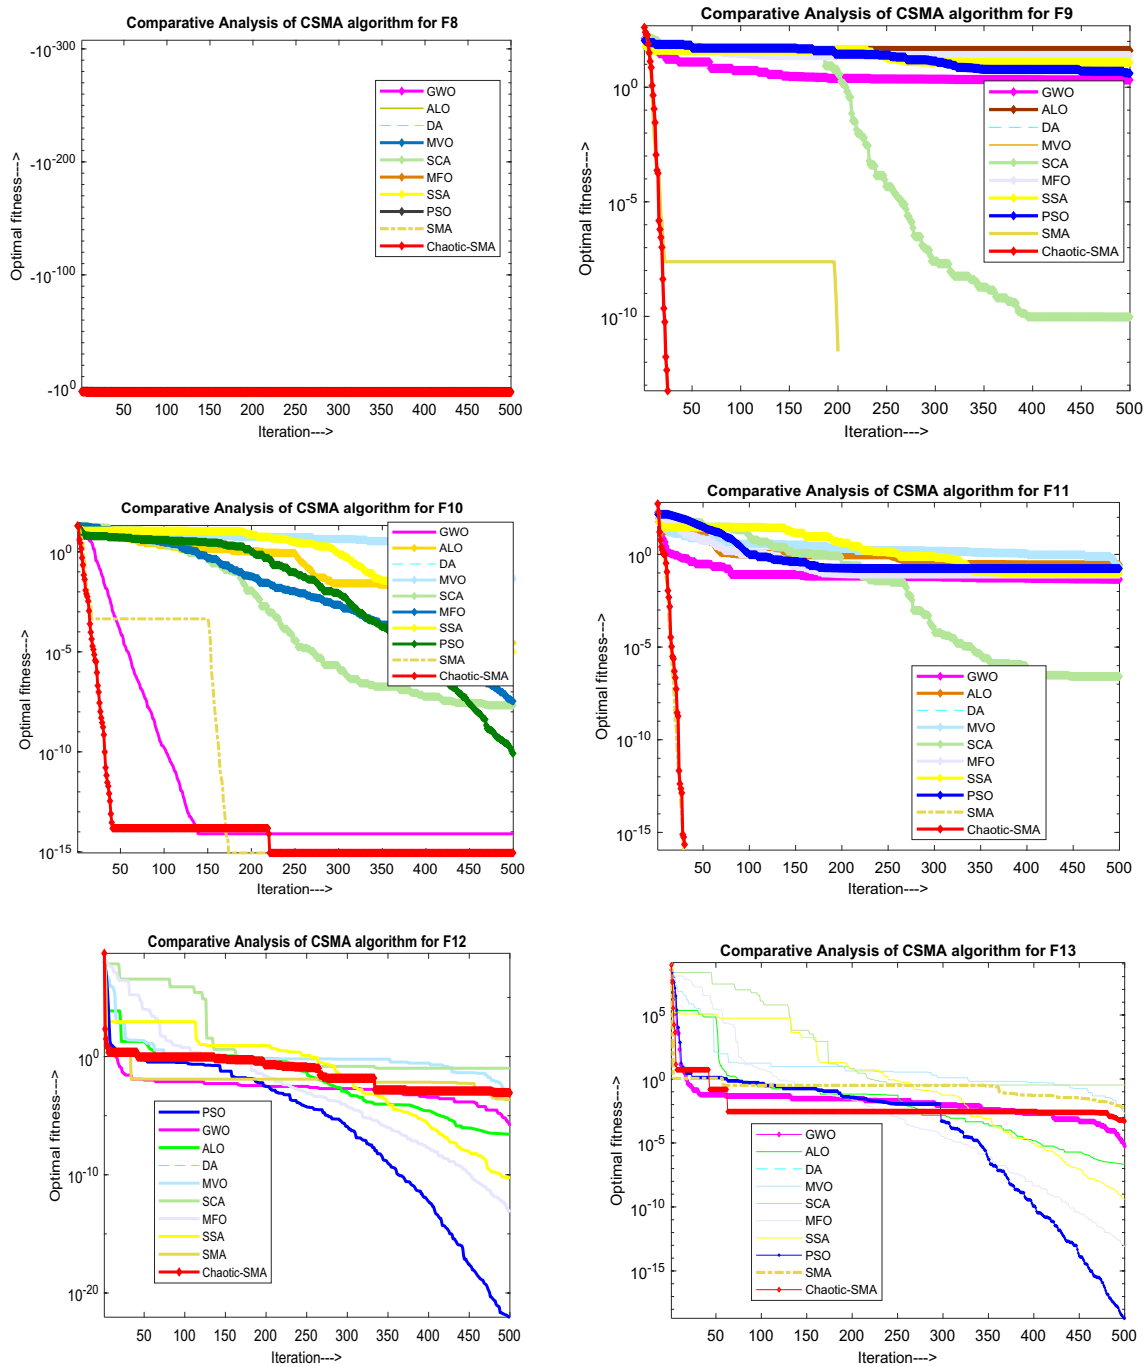 Comparative Analysis of CSMA algorithm for F8
-10^-300
-10^-200
-10^-100
-10^0
Optimal fitness--->
50 100 150 200 250 300 350 400 450 500
Iteration--->
GWO
ALO
DA
MVO
SCA
MFO
SSA
PSO
SMA
Chaotic-SMA
Comparative Analysis of CSMA algorithm for F9
10^0
10^-5
10^-10
Optimal fitness--->
50 100 150 200 250 300 350 400 450 500
Iteration--->
GWO
ALO
DA
MVO
SCA
MFO
SSA
PSO
SMA
Chaotic-SMA
Comparative Analysis of CSMA algorithm for F10
10^0
10^-5
10^-10
10^-15
Optimal fitness--->
50 100 150 200 250 300 350 400 450 500
Iteration--->
GWO
ALO
DA
MVO
SCA
MFO
SSA
PSO
SMA
Chaotic-SMA
Comparative Analysis of CSMA algorithm for F11
10^0
10^-5
10^-10
10^-15
Optimal fitness--->
50 100 150 200 250 300 350 400 450 500
Iteration--->
GWO
ALO
DA
MVO
SCA
MFO
SSA
PSO
SMA
Chaotic-SMA
Comparative Analysis of CSMA algorithm for F12
10^0
10^-10
10^-20
Optimal fitness--->
50 100 150 200 250 300 350 400 450 500
Iteration--->
PSO
GWO
ALO
DA
MVO
SCA
MFO
SSA
SMA
Chaotic-SMA
Comparative Analysis of CSMA algorithm for F13
10^5
10^0
10^-5
10^-10
10^-15
Optimal fitness--->
50 100 150 200 250 300 350 400 450 500
Iteration--->
GWO
ALO
DA
MVO
SCA
MFO
SSA
PSO
SMA
Chaotic-SMA